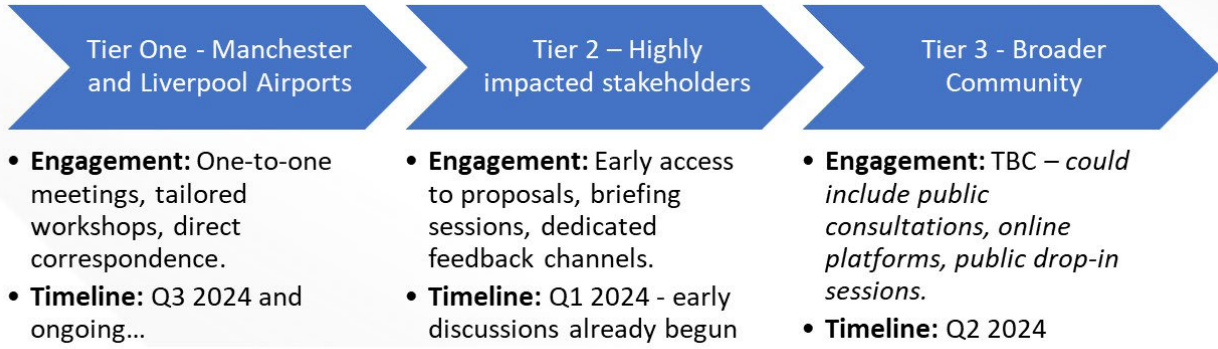 Tier One - Manchester
and Liverpool Airports
• Engagement: One-to-one
meetings, tailored
workshops, direct
correspondence.
• Timeline: Q3 2024 and
ongoing…
Tier 2 – Highly
impacted stakeholders
• Engagement: Early access
to proposals, briefing
sessions, dedicated
feedback channels.
• Timeline: Q1 2024 - early
discussions already begun
Tier 3 - Broader
Community
• Engagement: TBC – could
include public
consultations, online
platforms, public drop-in
sessions.
• Timeline: Q2 2024